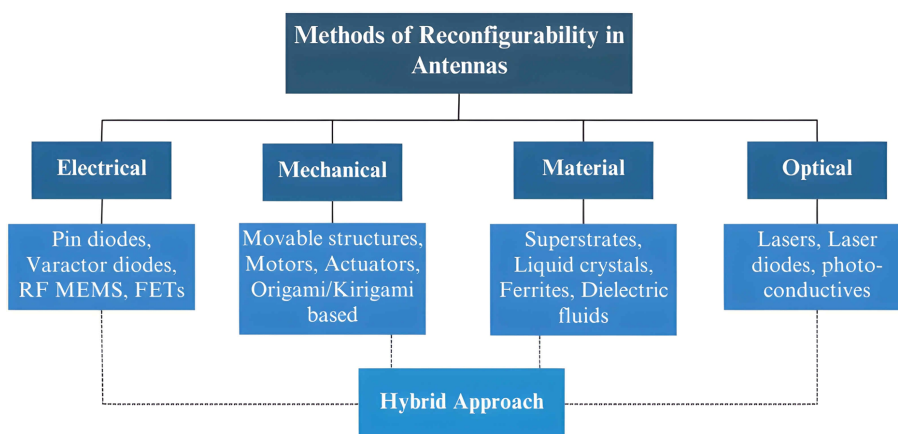 Methods of Reconfigurability in
Antennas
Electrical
Mechanical
Material
Optical
Pin diodes,
Varactor diodes,
RF MEMS, FETs
Movable structures,
Motors, Actuators,
Origami/Kirigami
based
Superstrates,
Liquid crystals,
Ferrites, Dielectric
fluids
Lasers, Laser
diodes, photo-
conductives
Hybrid Approach